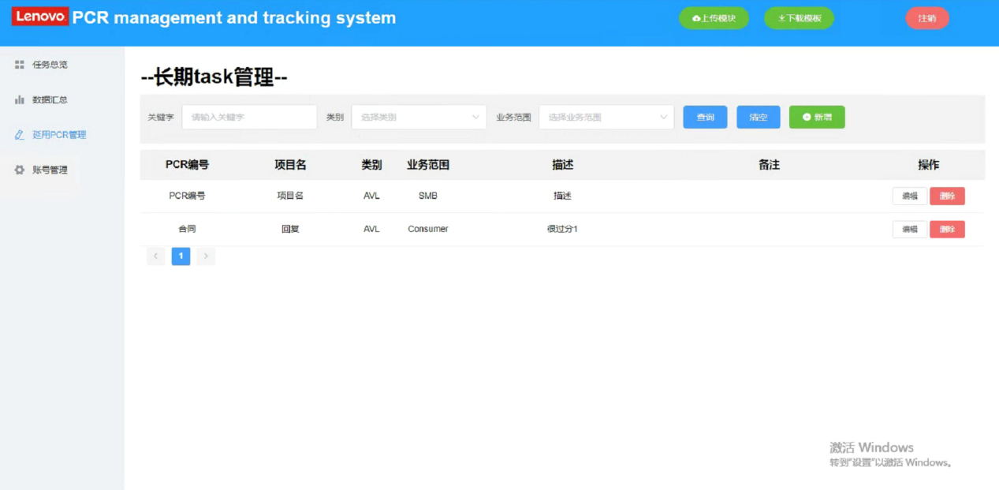 Lenovo PCR management and tracking system 上传模块 下载模板 注销
任务总览
数据汇总
延用PCR管理
账号管理
--长期task管理--
关键字 请输入关键字 类别 选择类别 业务范围 选择业务范围 查询 清空 新增
PCR编号 项目名 类别 业务范围 描述 备注 操作
PCR编号 项目名 AVL SMB 描述 编辑 删除
合同 回复 AVL Consumer 很过分1 编辑 删除
1
激活 Windows
转到"设置"以激活 Windows。